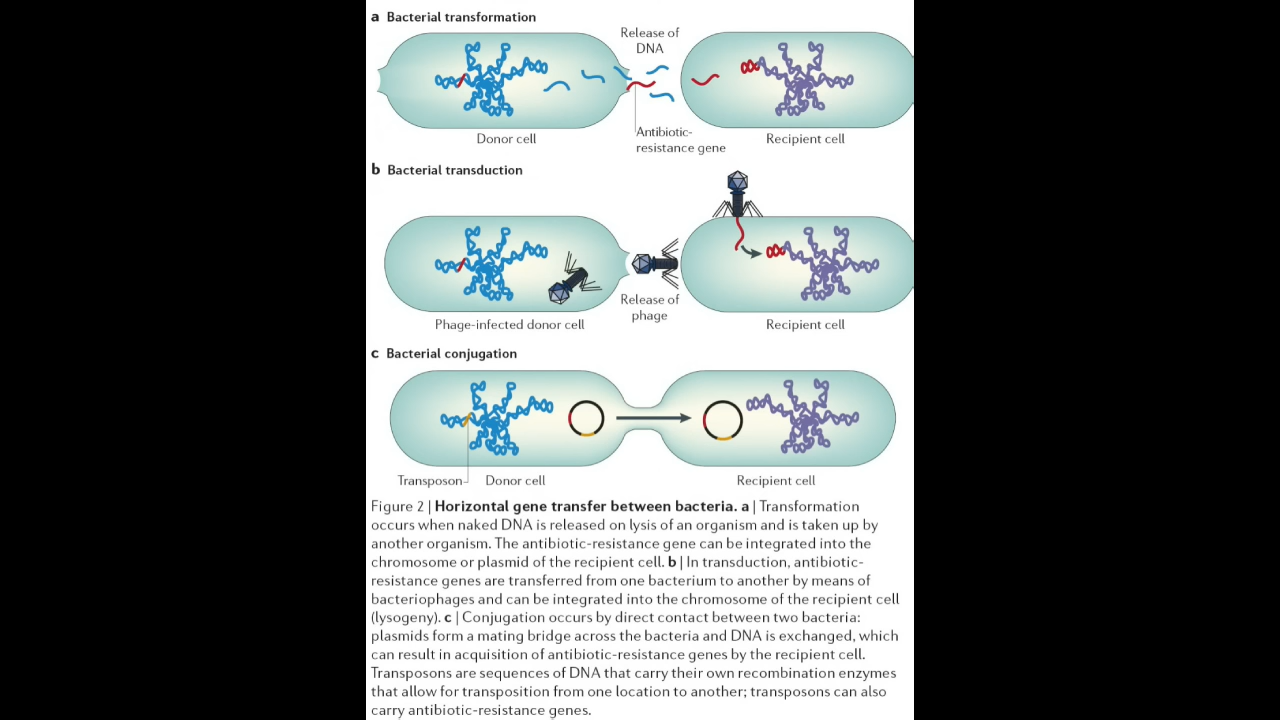 a Bacterial transformation
Release of
DNA
Donor cell
Antibiotic-
resistance gene
Recipient cell
b Bacterial transduction
Phage-infected donor cell
Release of
phage
Recipient cell
c Bacterial conjugation
Transposon
Donor cell
Recipient cell
Figure 2 | Horizontal gene transfer between bacteria. a | Transformation
occurs when naked DNA is released on lysis of an organism and is taken up by
another organism. The antibiotic-resistance gene can be integrated into the
chromosome or plasmid of the recipient cell. b | In transduction, antibiotic-
resistance genes are transferred from one bacterium to another by means of
bacteriophages and can be integrated into the chromosome of the recipient cell
(lysogeny). c | Conjugation occurs by direct contact between two bacteria:
plasmids form a mating bridge across the bacteria and DNA is exchanged, which
can result in acquisition of antibiotic-resistance genes by the recipient cell.
Transposons are sequences of DNA that carry their own recombination enzymes
that allow for transposition from one location to another; transposons can also
carry antibiotic-resistance genes.